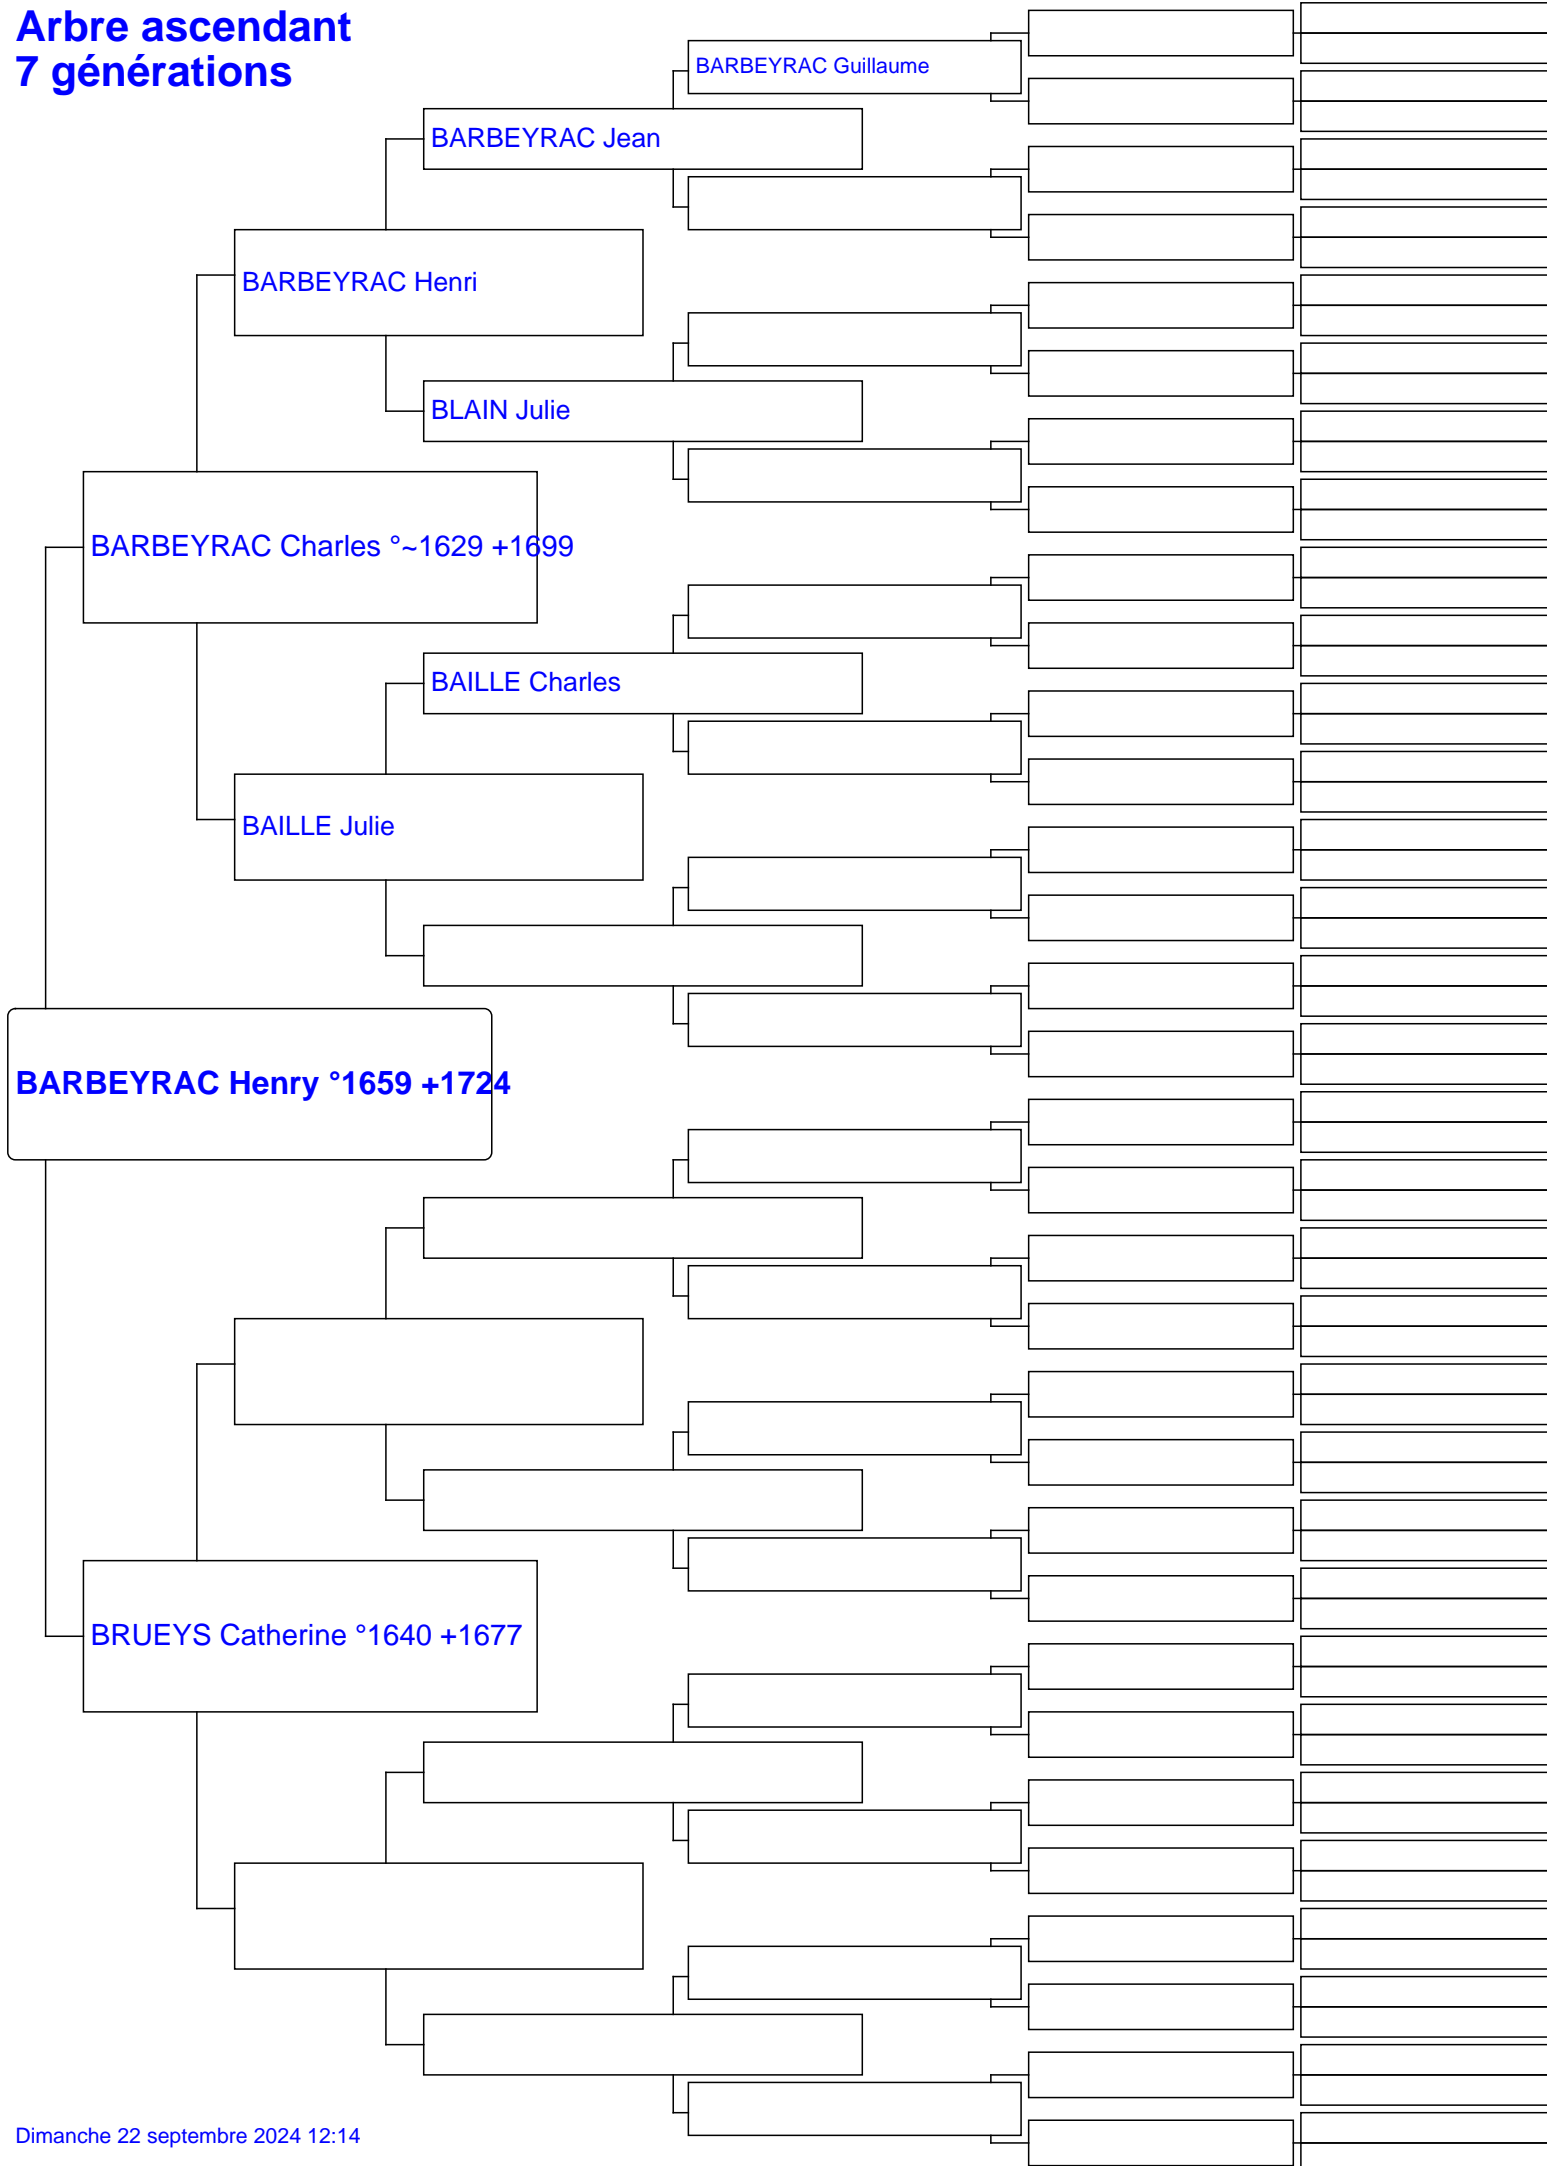 Arbre ascendant
7 générations
BARBEYRAC Guillaume
BARBEYRAC Jean
BARBEYRAC Henri
BLAIN Julie
BARBEYRAC Charles °~1629 +1699
BAILLE Charles
BAILLE Julie
BARBEYRAC Henry °1659 +1724
BRUEYS Catherine °1640 +1677
Dimanche 22 septembre 2024 12:14